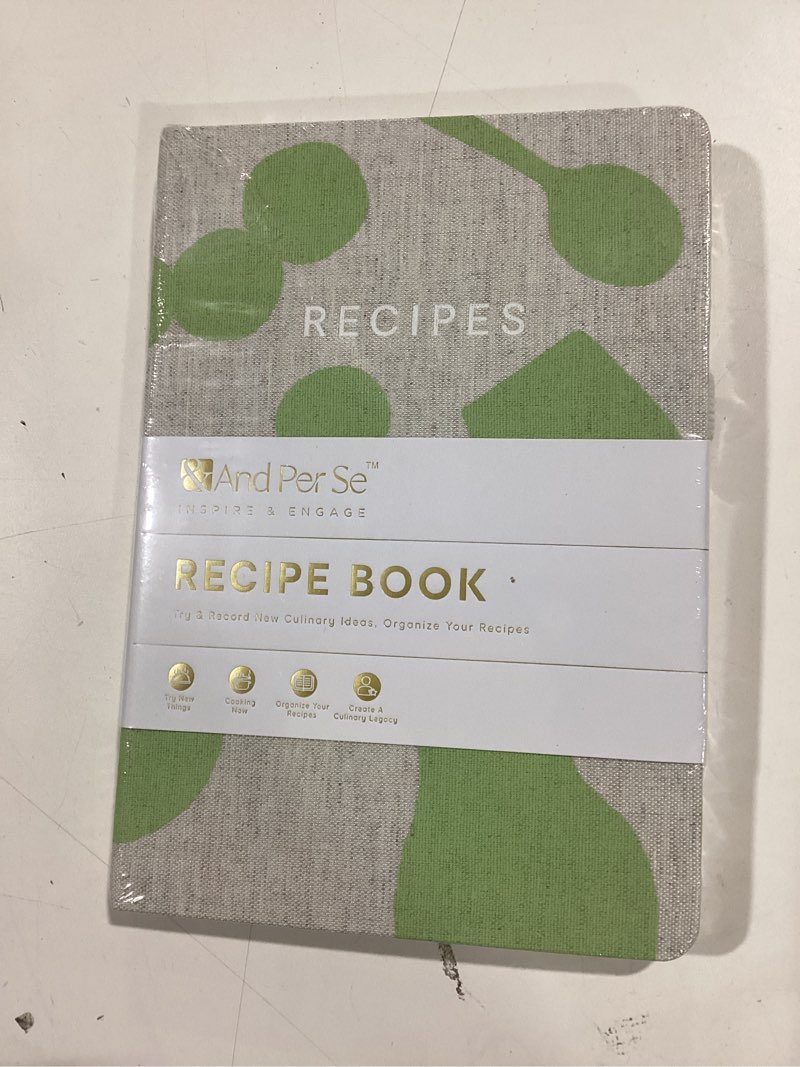 RECIPES
& And Per Se™
INSPIRE & ENGAGE
RECIPE BOOK
Try & Record New Culinary Ideas, Organize Your Recipes
Try New
Things
Cooking
Now
Organize Your
Recipes
Create A
Culinary Legacy